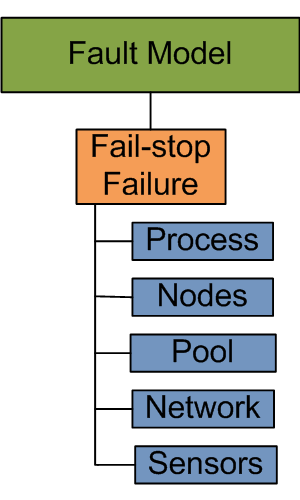 Fault Model
Fail-stop
Failure
Process
Nodes
Pool
Network
Sensors